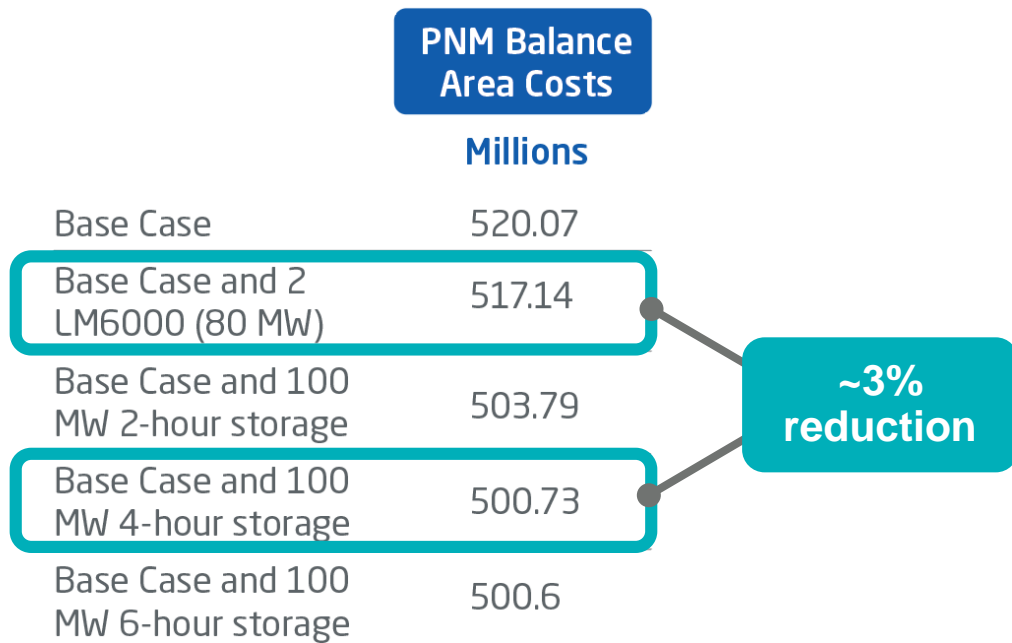 PNM Balance
Area Costs
Millions
Base Case 520.07
Base Case and 2
LM6000 (80 MW) 517.14
Base Case and 100
MW 2-hour storage 503.79
Base Case and 100
MW 4-hour storage 500.73
Base Case and 100
MW 6-hour storage 500.6
~3%
reduction